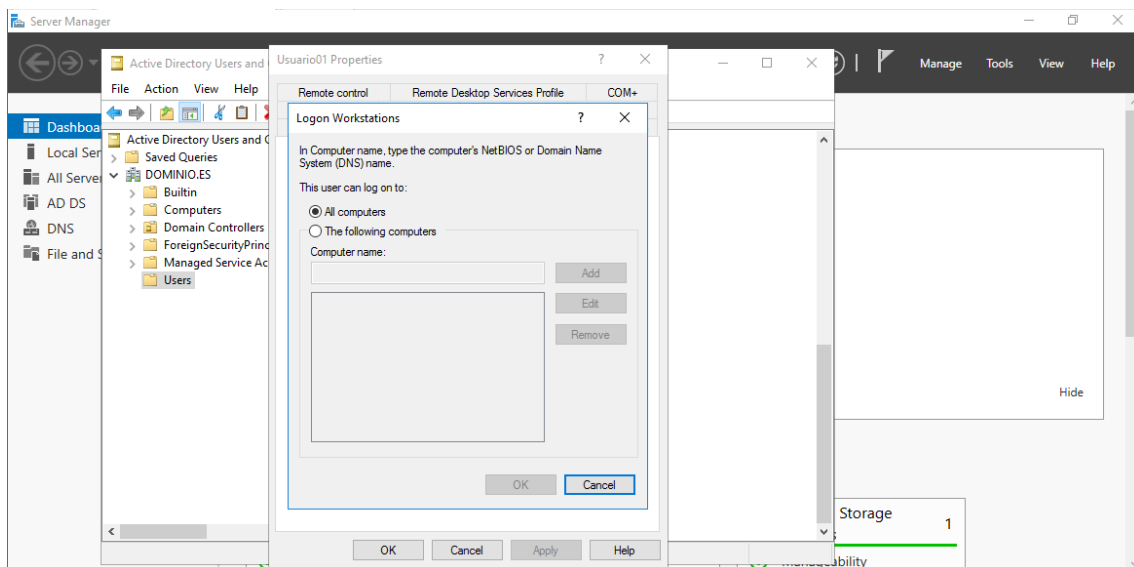 Server Manager
Manage Tools View Help
Dashboa
Local Ser
All Server
AD DS
DNS
File and S
Active Directory Users and C
File Action View Help
Active Directory Users and C
Saved Queries
DOMINIO.ES
Builtin
Computers
Domain Controllers
ForeignSecurityPrinc
Managed Service Ac
Users
Usuario01 Properties
Remote control Remote Desktop Services Profile COM+
Logon Workstations
In Computer name, type the computer's NetBIOS or Domain Name
System (DNS) name.
This user can log on to:
All computers
The following computers
Computer name:
Add
Edit
Remove
OK Cancel
OK Cancel Apply Help
Hide
Storage
1